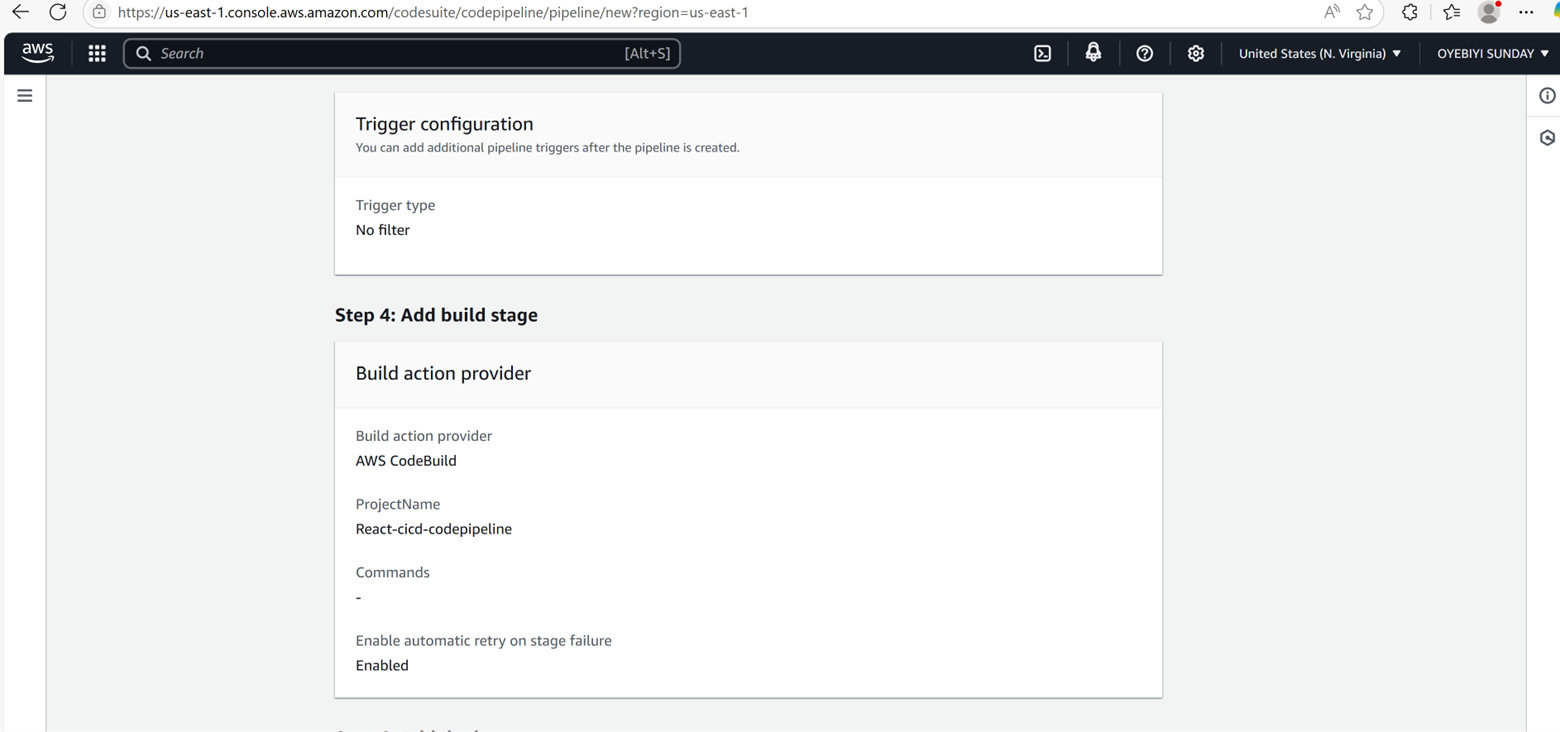 https://us-east-1.console.aws.amazon.com/codesuite/codepipeline/pipeline/new?region=us-east-1
aws
Search
[Alt+S]
United States (N. Virginia)
OYEBIYI SUNDAY
Trigger configuration
You can add additional pipeline triggers after the pipeline is created.
Trigger type
No filter
Step 4: Add build stage
Build action provider
Build action provider
AWS CodeBuild
ProjectName
React-cicd-codepipeline
Commands
-
Enable automatic retry on stage failure
Enabled